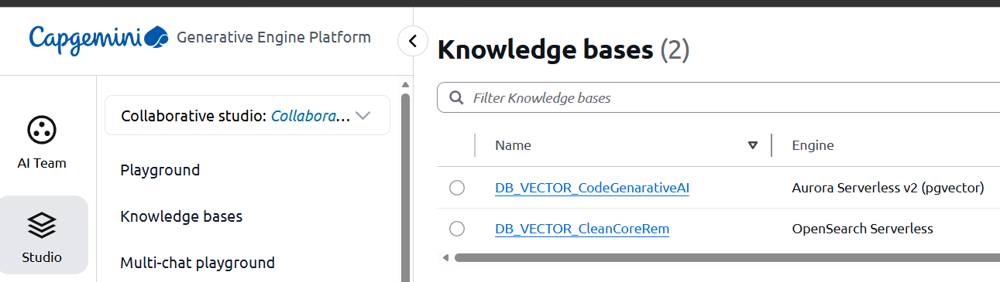 Capgemini Generative Engine Platform
Collaborative studio: Collabora...
AI Team
Playground
Knowledge bases
Studio
Multi-chat playground
Knowledge bases (2)
Filter Knowledge bases
Name Engine
DB_VECTOR_CodeGenarativeAI Aurora Serverless v2 (pgvector)
DB_VECTOR_CleanCoreRem OpenSearch Serverless